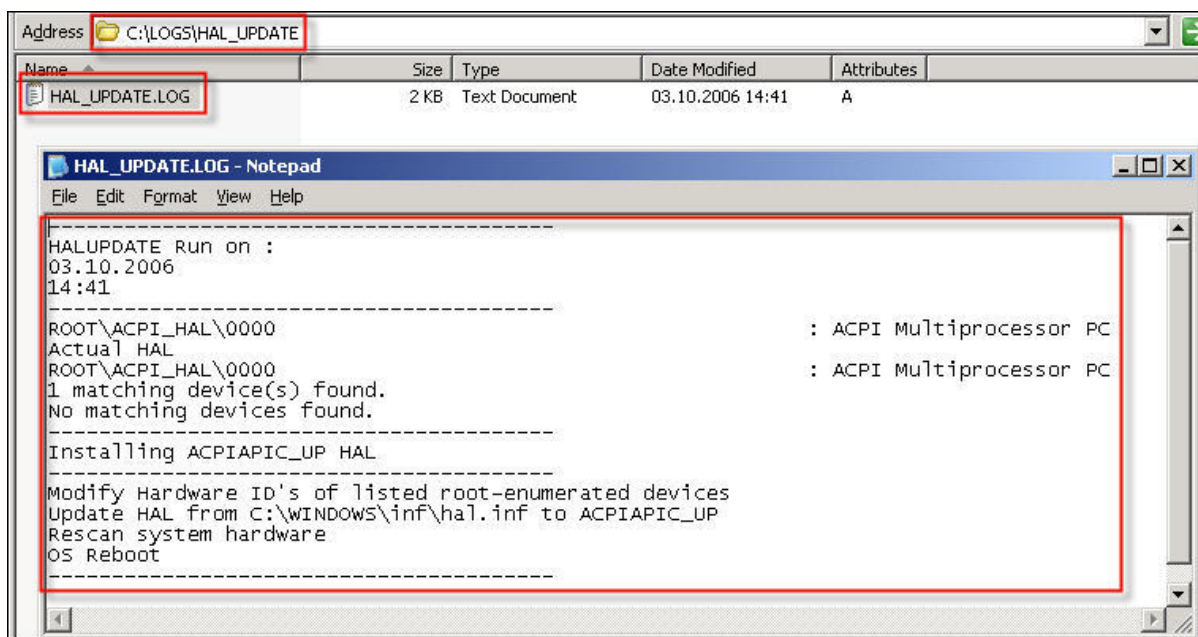 Address C:\LOGS\HAL_UPDATE
Name Size Type Date Modified Attributes
HAL_UPDATE.LOG 2 KB Text Document 03.10.2006 14:41 A
HAL_UPDATE.LOG - Notepad
File Edit Format View Help
------------------------------------------
HALUPDATE Run on :
03.10.2006
14:41
------------------------------------------
ROOT\ACPI_HAL\0000 : ACPI Multiprocessor PC
Actual HAL
ROOT\ACPI_HAL\0000 : ACPI Multiprocessor PC
1 matching device(s) found.
No matching devices found.
------------------------------------------
Installing ACPIAPIC_UP HAL
------------------------------------------
Modify Hardware ID's of listed root-enumerated devices
Update HAL from C:\WINDOWS\inf\hal.inf to ACPIAPIC_UP
Rescan system hardware
OS Reboot
------------------------------------------